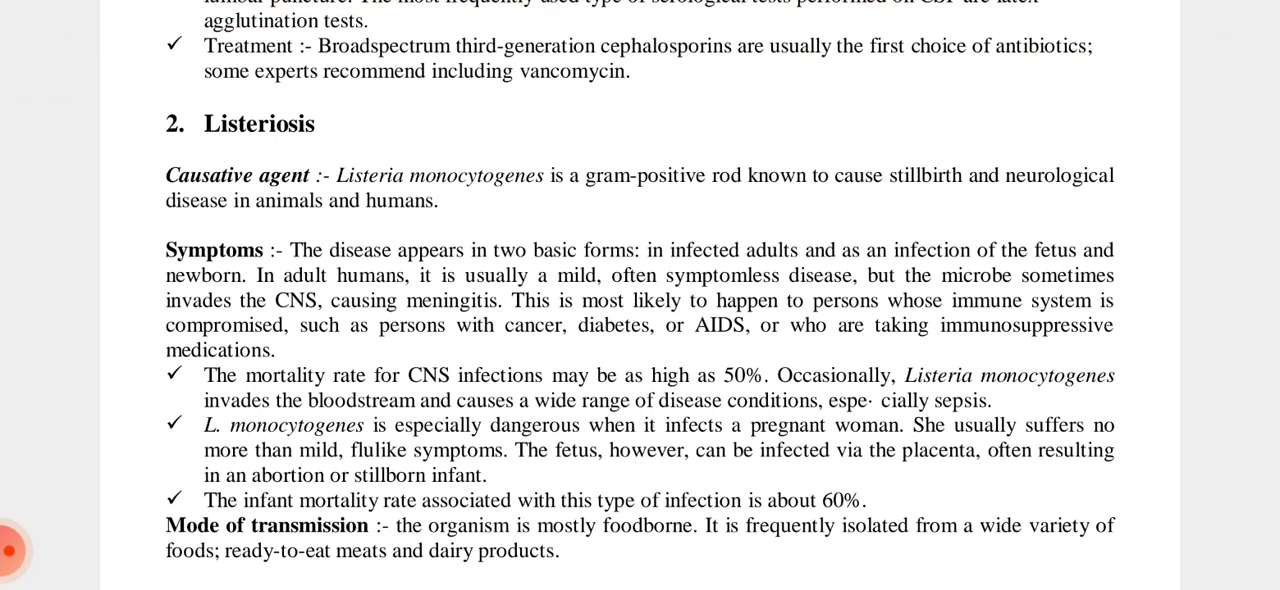 agglutination tests.
✓ Treatment :- Broadspectrum third-generation cephalosporins are usually the first choice of antibiotics;
some experts recommend including vancomycin.
2. Listeriosis
Causative agent :- Listeria monocytogenes is a gram-positive rod known to cause stillbirth and neurological
disease in animals and humans.
Symptoms :- The disease appears in two basic forms: in infected adults and as an infection of the fetus and
newborn. In adult humans, it is usually a mild, often symptomless disease, but the microbe sometimes
invades the CNS, causing meningitis. This is most likely to happen to persons whose immune system is
compromised, such as persons with cancer, diabetes, or AIDS, or who are taking immunosuppressive
medications.
✓ The mortality rate for CNS infections may be as high as 50%. Occasionally, Listeria monocytogenes
invades the bloodstream and causes a wide range of disease conditions, espe· cially sepsis.
✓ L. monocytogenes is especially dangerous when it infects a pregnant woman. She usually suffers no
more than mild, flulike symptoms. The fetus, however, can be infected via the placenta, often resulting
in an abortion or stillborn infant.
✓ The infant mortality rate associated with this type of infection is about 60%.
Mode of transmission :- the organism is mostly foodborne. It is frequently isolated from a wide variety of
foods; ready-to-eat meats and dairy products.